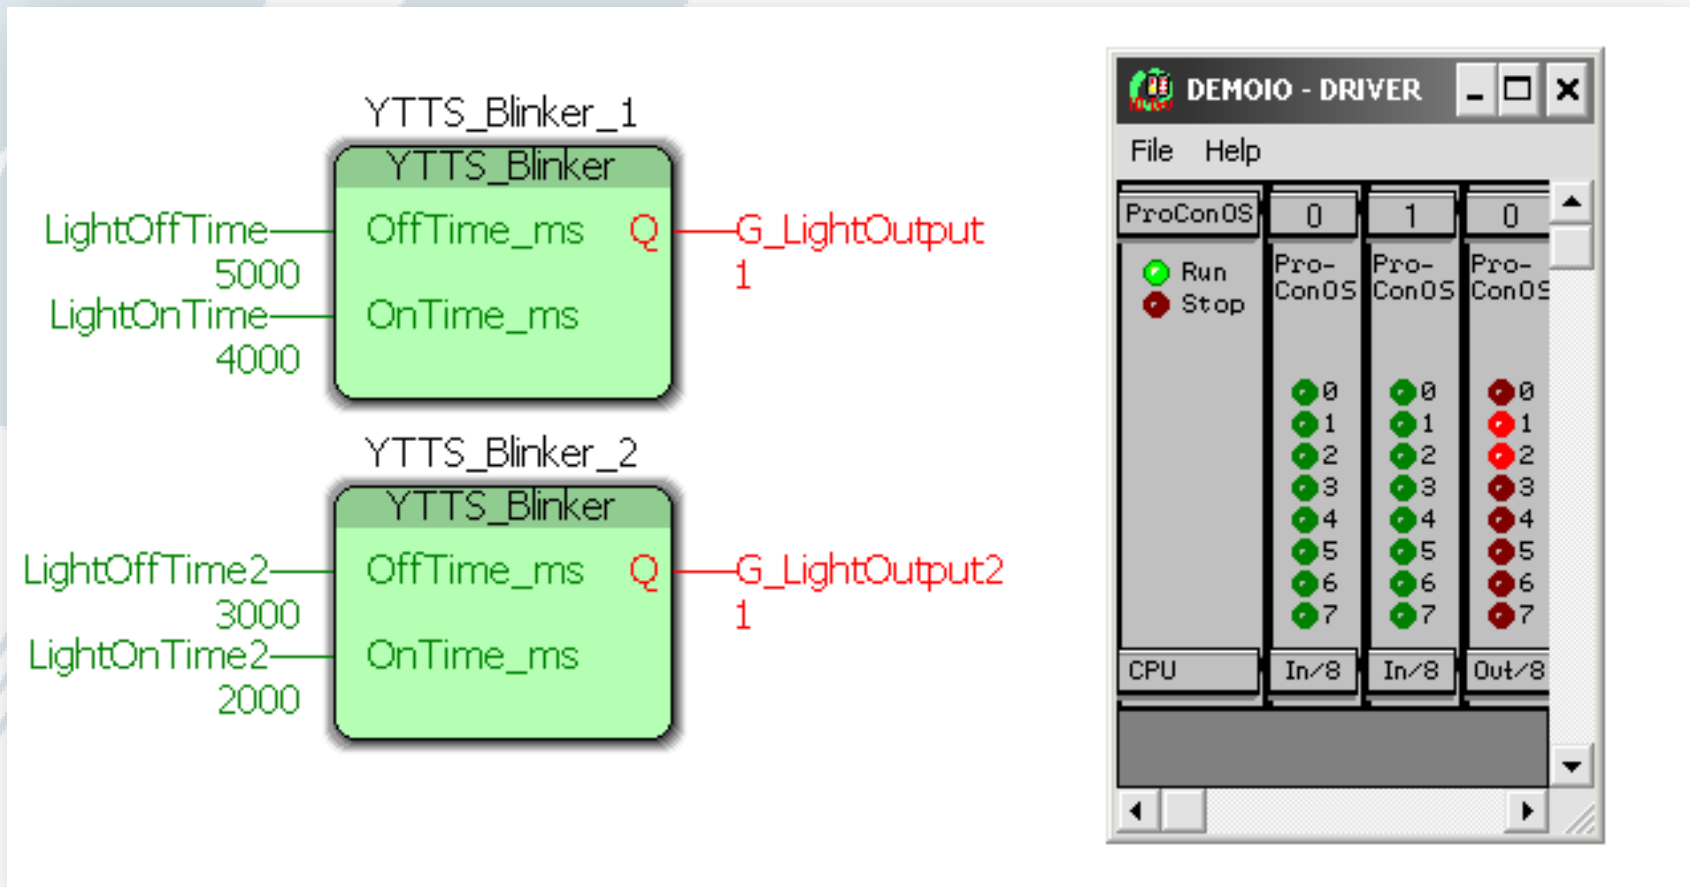 YTTS_Blinker_1
YTTS_Blinker
LightOffTime
OffTime_ms
Q
G_LightOutput
5000
1
LightOnTime
OnTime_ms
4000
YTTS_Blinker_2
YTTS_Blinker
LightOffTime2
OffTime_ms
Q
G_LightOutput2
3000
1
LightOnTime2
OnTime_ms
2000
DEMOIO - DRIVER
File Help
ProConOS 0 1 0
Run
Stop
Pro-
ConOS
Pro-
ConOS
Pro-
ConOS
0 0 0
1 1 1
2 2 2
3 3 3
4 4 4
5 5 5
6 6 6
7 7 7
CPU In/8 In/8 Out/8